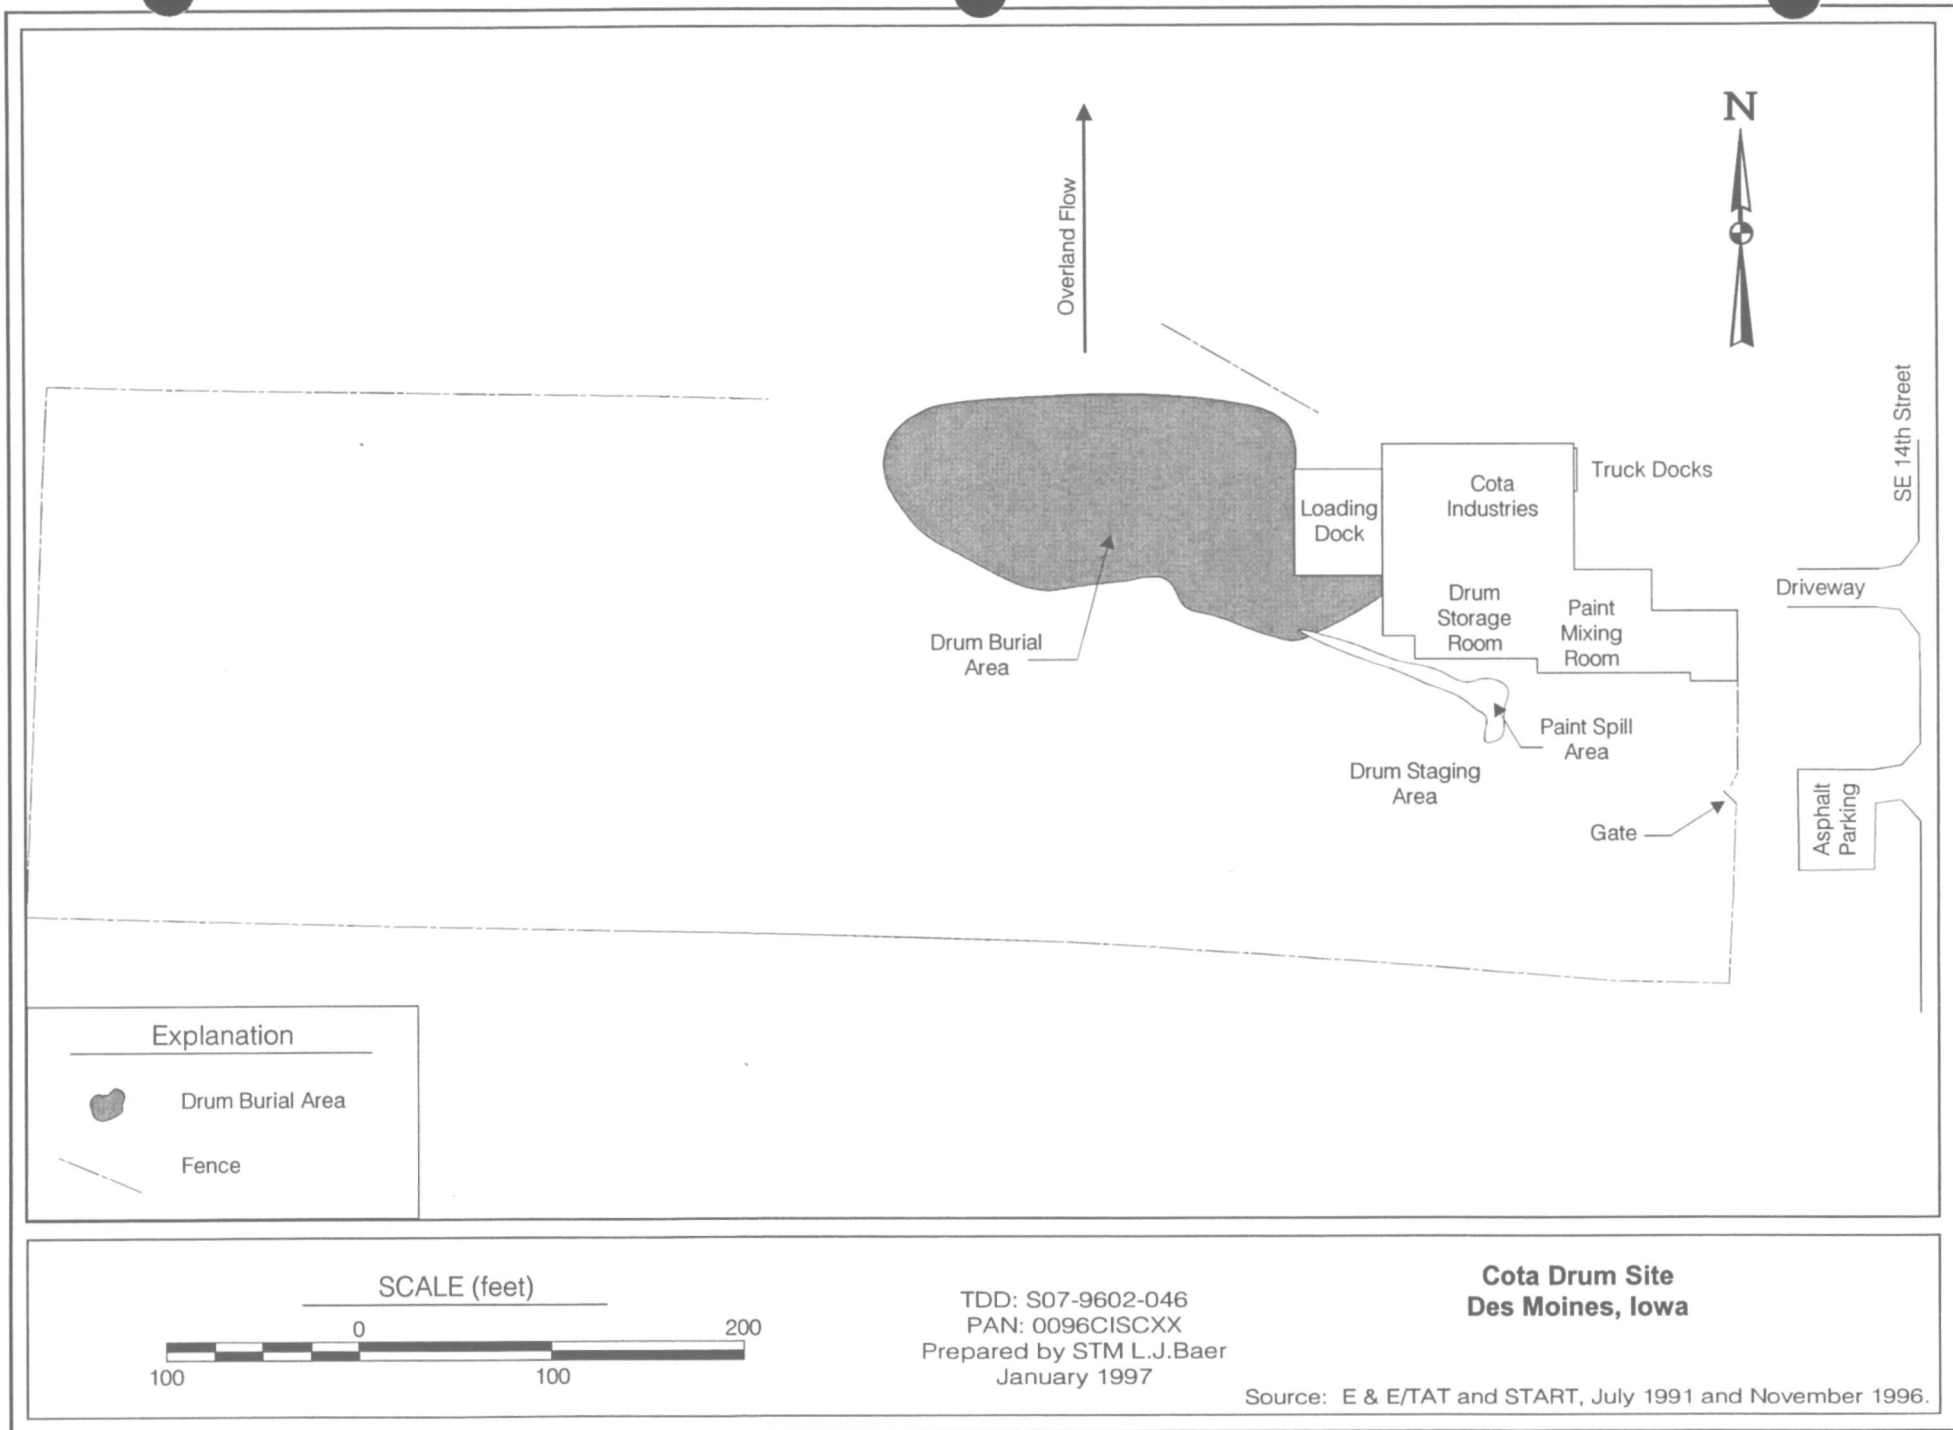 N
Overland Flow
SE 14th Street
Truck Docks
Cota
Industries
Loading
Dock
Driveway
Drum
Storage
Room
Paint
Mixing
Room
Drum Burial
Area
Paint Spill
Area
Drum Staging
Area
Gate
Asphalt
Parking
Explanation
Drum Burial Area
Fence
SCALE (feet)
0
200
100
100
TDD: S07-9602-046
PAN: 0096CISCXX
Prepared by STM L.J.Baer
January 1997
Cota Drum Site
Des Moines, Iowa
Source: E & E/TAT and START, July 1991 and November 1996.